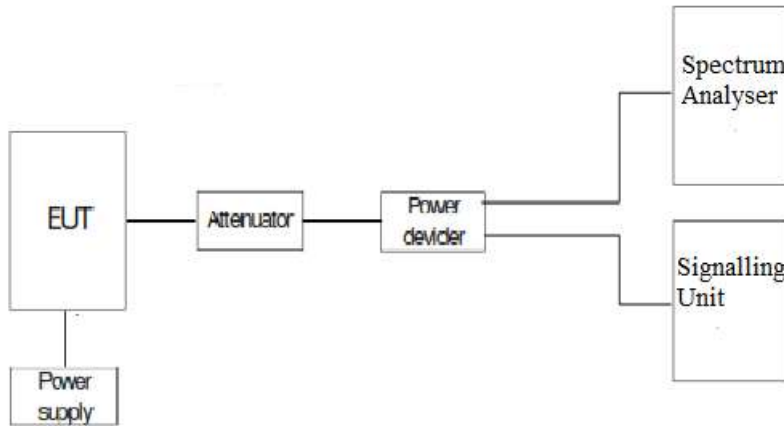 Spectrum
Analyser
EUT
Attenuator
Power
devider
Signalling
Unit
Power
supply